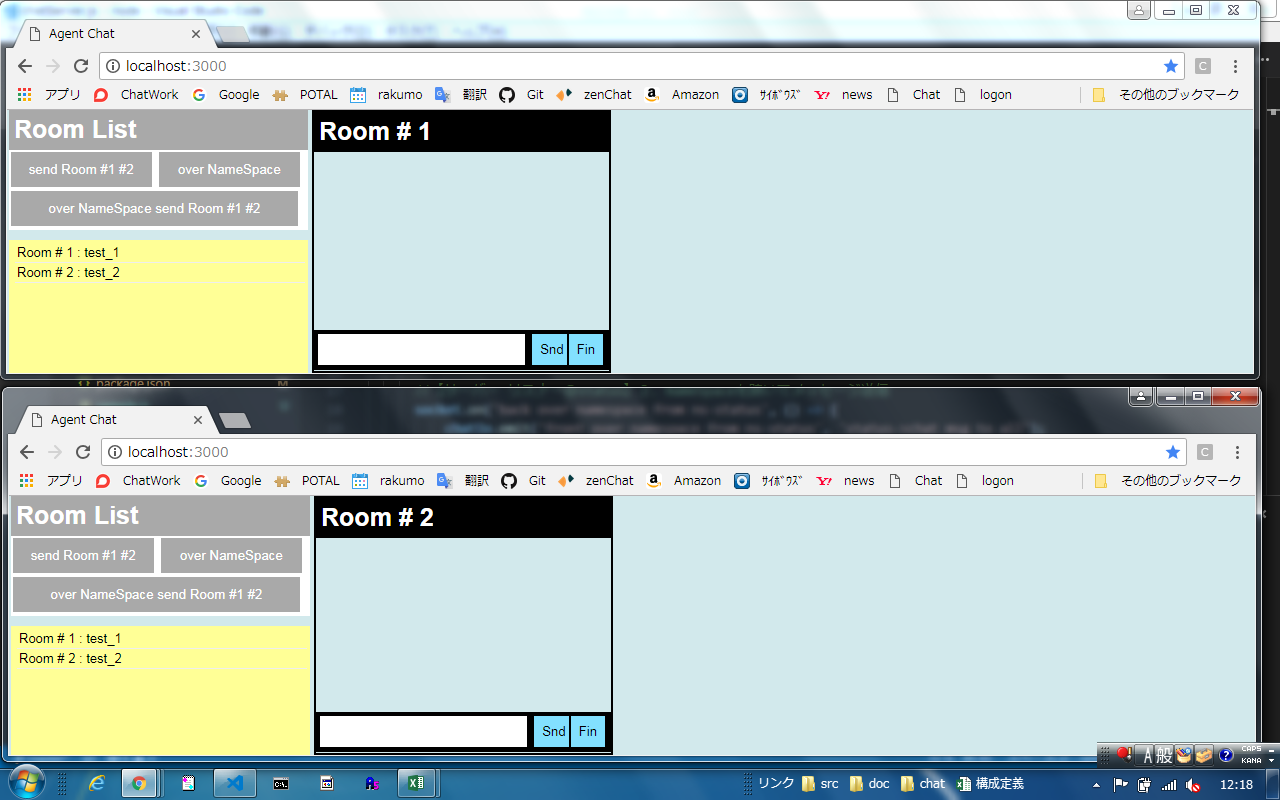 Agent Chat
localhost:3000
アプリ ChatWork Google POTAL rakumo 翻訳 Git zenChat Amazon ｻｲﾎﾞｳｽﾞ news Chat logon その他のブックマーク
Room List
Room # 1
send Room #1 #2 over NameSpace
over NameSpace send Room #1 #2
Room # 1 : test_1
Room # 2 : test_2
Snd Fin
package.json M
Agent Chat
localhost:3000
アプリ ChatWork Google POTAL rakumo 翻訳 Git zenChat Amazon ｻｲﾎﾞｳｽﾞ news Chat logon その他のブックマーク
Room List
Room # 2
send Room #1 #2 over NameSpace
over NameSpace send Room #1 #2
Room # 1 : test_1
Room # 2 : test_2
Snd Fin
A 般 CAPS
KANA
リンク src doc chat 構成定義 12:18